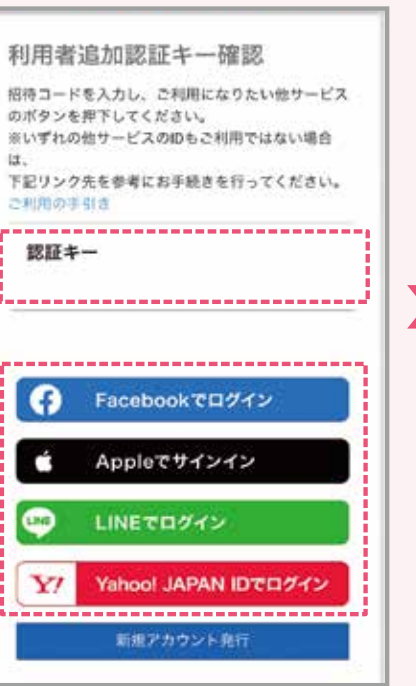 利用者追加認証キー確認
招待コードを入力し、ご利用になりたい他サービス
のボタンを押下してください。
※いずれの他サービスのIDもご利用ではない場合
は、
下記リンク先を参考にお手続きを行ってください。
ご利用の手引き
認証キー
Facebookでログイン
Appleでサインイン
LINE LINEでログイン
Y! Yahoo! JAPAN IDでログイン
新規アカウント発行